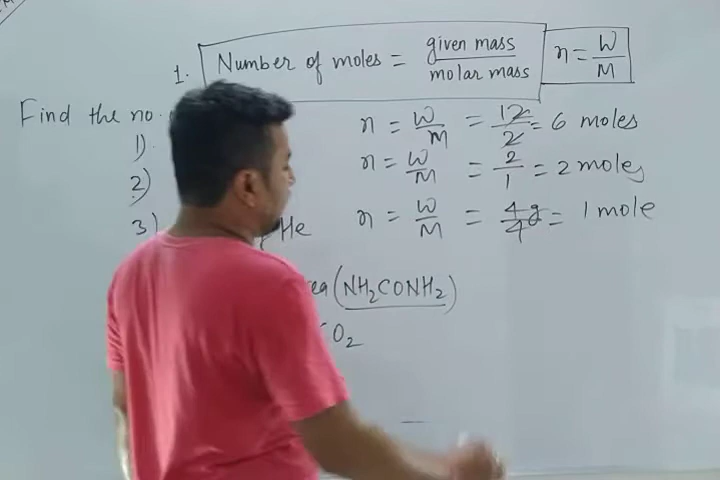 1. Number of moles = given mass / molar mass n = W / M
Find the no.
1) n = W / M = 12 / 2 = 6 moles
2) n = W / M = 2 / 1 = 2 moles
3) He n = W / M = 4 / 4 g = 1 mole
(NH₂CONH₂)
O₂